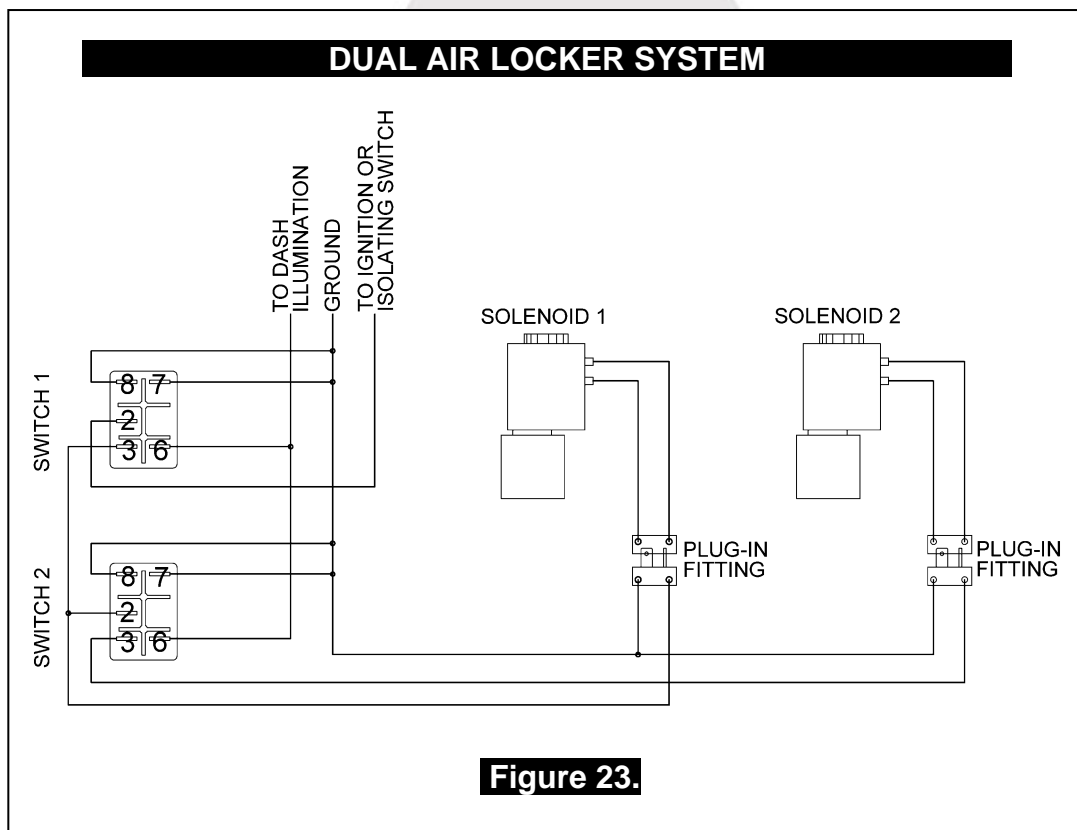 DUAL AIR LOCKER SYSTEM
TO DASH
ILLUMINATION
GROUND
TO IGNITION OR
ISOLATING SWITCH
SOLENOID 1
SOLENOID 2
SWITCH 1
8 7
2
3 6
SWITCH 2
8 7
2
3 6
PLUG-IN
FITTING
PLUG-IN
FITTING
Figure 23.